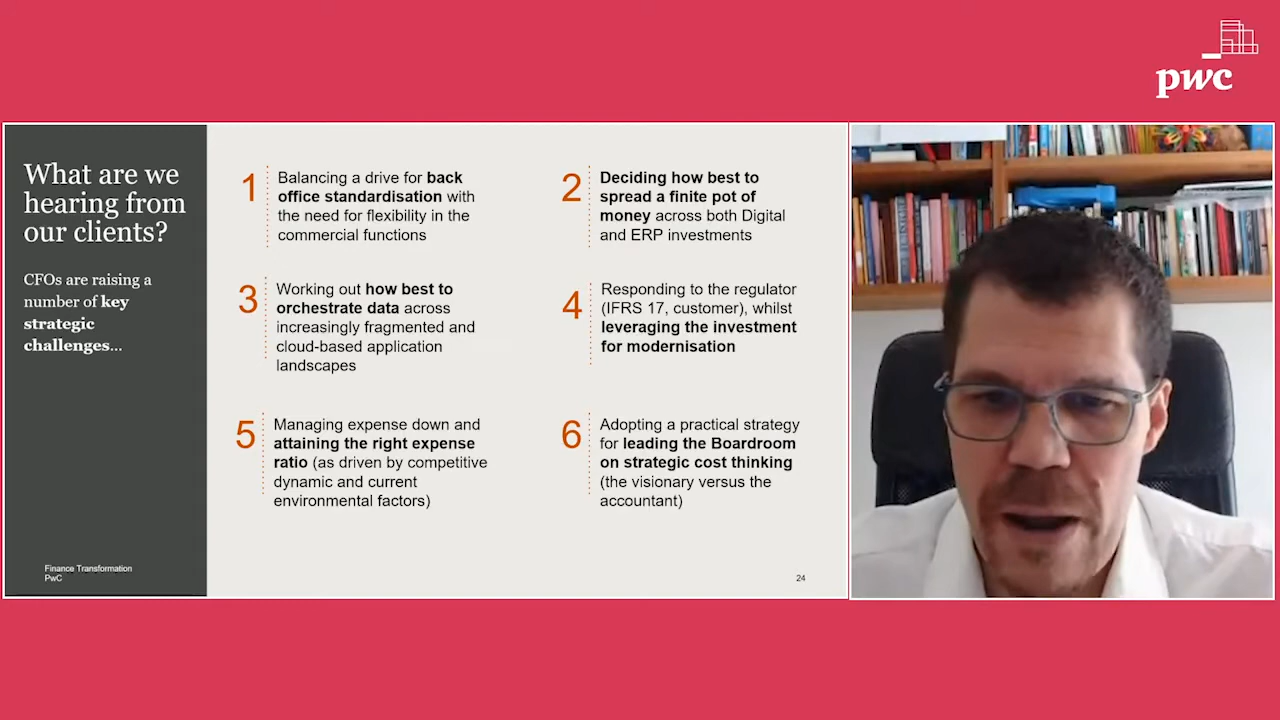 pwc
What are we
hearing from
our clients?
CFOs are raising a
number of key
strategic
challenges...
1
Balancing a drive for back
office standardisation with
the need for flexibility in the
commercial functions
2
Deciding how best to
spread a finite pot of
money across both Digital
and ERP investments
3
Working out how best to
orchestrate data across
increasingly fragmented and
cloud-based application
landscapes
4
Responding to the regulator
(IFRS 17, customer), whilst
leveraging the investment
for modernisation
5
Managing expense down and
attaining the right expense
ratio (as driven by competitive
dynamic and current
environmental factors)
6
Adopting a practical strategy
for leading the Boardroom
on strategic cost thinking
(the visionary versus the
accountant)
Finance Transformation
PwC
24